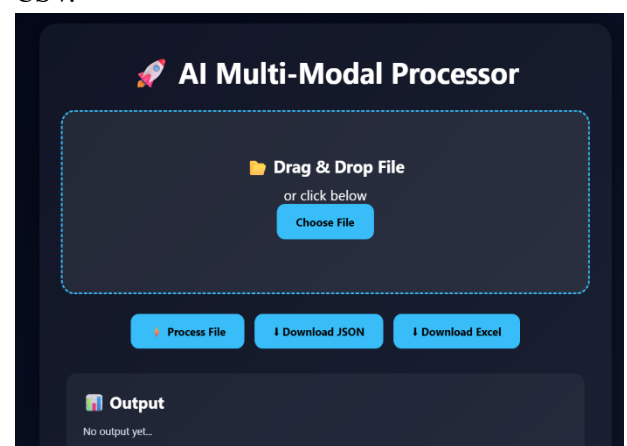 CSV.
🚀 AI Multi-Modal Processor
📂 Drag & Drop File
or click below
Choose File
⚡ Process File
⬇ Download JSON
⬇ Download Excel
📊 Output
No output yet...